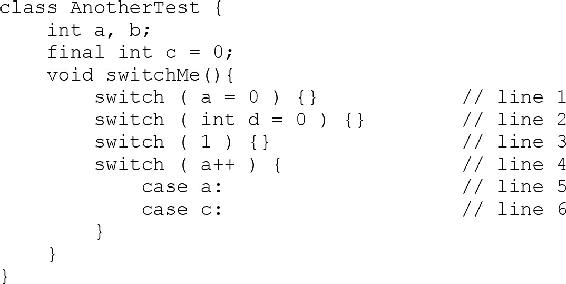 class AnotherTest {
    int a, b;
    final int c = 0;
    void switchMe(){
        switch ( a = 0 ) {}            // line 1
        switch ( int d = 0 ) {}        // line 2
        switch ( 1 ) {}                // line 3
        switch ( a++ ) {               // line 4
            case a:                    // line 5
            case c:                    // line 6
        }
    }
}